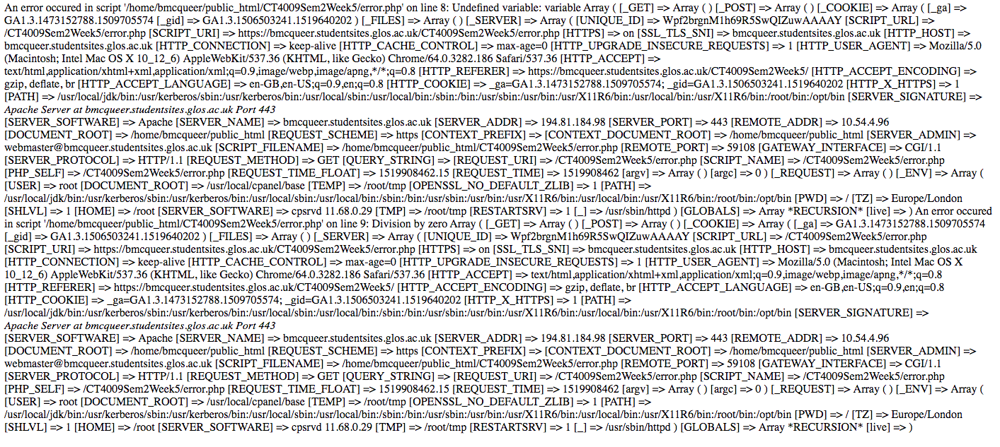 An error occured in script '/home/bmcqueer/public_html/CT4009Sem2Week5/error.php' on line 8: Undefined variable: variable Array ( [_GET] => Array ( ) [_POST] => Array ( ) [_COOKIE] => Array ( [_ga] =>
GA1.3.1473152788.1509705574 [_gid] => GA1.3.1506503241.1519640202 ) [_FILES] => Array ( ) [_SERVER] => Array ( [UNIQUE_ID] => Wpf2brgnM1h69R5SwQIZuwAAAAY [SCRIPT_URL] =>
/CT4009Sem2Week5/error.php [SCRIPT_URI] => https://bmcqueer.studentsites.glos.ac.uk/CT4009Sem2Week5/error.php [HTTPS] => on [SSL_TLS_SNI] => bmcqueer.studentsites.glos.ac.uk [HTTP_HOST] =>
bmcqueer.studentsites.glos.ac.uk [HTTP_CONNECTION] => keep-alive [HTTP_CACHE_CONTROL] => max-age=0 [HTTP_UPGRADE_INSECURE_REQUESTS] => 1 [HTTP_USER_AGENT] => Mozilla/5.0
(Macintosh; Intel Mac OS X 10_12_6) AppleWebKit/537.36 (KHTML, like Gecko) Chrome/64.0.3282.186 Safari/537.36 [HTTP_ACCEPT] =>
text/html,application/xhtml+xml,application/xml;q=0.9,image/webp,image/apng,*/*;q=0.8 [HTTP_REFERER] => https://bmcqueer.studentsites.glos.ac.uk/CT4009Sem2Week5/ [HTTP_ACCEPT_ENCODING] =>
gzip, deflate, br [HTTP_ACCEPT_LANGUAGE] => en-GB,en-US;q=0.9,en;q=0.8 [HTTP_COOKIE] => _ga=GA1.3.1473152788.1509705574; _gid=GA1.3.1506503241.1519640202 [HTTP_X_HTTPS] => 1
[PATH] => /usr/local/jdk/bin:/usr/kerberos/sbin:/usr/kerberos/bin:/usr/local/sbin:/usr/local/bin:/sbin:/bin:/usr/sbin:/usr/bin:/usr/X11R6/bin:/usr/local/bin:/usr/X11R6/bin:/root/bin:/opt/bin [SERVER_SIGNATURE] =>
Apache Server at bmcqueer.studentsites.glos.ac.uk Port 443
[SERVER_SOFTWARE] => Apache [SERVER_NAME] => bmcqueer.studentsites.glos.ac.uk [SERVER_ADDR] => 194.81.184.98 [SERVER_PORT] => 443 [REMOTE_ADDR] => 10.54.4.96
[DOCUMENT_ROOT] => /home/bmcqueer/public_html [REQUEST_SCHEME] => https [CONTEXT_PREFIX] => [CONTEXT_DOCUMENT_ROOT] => /home/bmcqueer/public_html [SERVER_ADMIN] =>
webmaster@bmcqueer.studentsites.glos.ac.uk [SCRIPT_FILENAME] => /home/bmcqueer/public_html/CT4009Sem2Week5/error.php [REMOTE_PORT] => 59108 [GATEWAY_INTERFACE] => CGI/1.1
[SERVER_PROTOCOL] => HTTP/1.1 [REQUEST_METHOD] => GET [QUERY_STRING] => [REQUEST_URI] => /CT4009Sem2Week5/error.php [SCRIPT_NAME] => /CT4009Sem2Week5/error.php
[PHP_SELF] => /CT4009Sem2Week5/error.php [REQUEST_TIME_FLOAT] => 1519908462.15 [REQUEST_TIME] => 1519908462 [argv] => Array ( ) [argc] => 0 ) [_REQUEST] => Array ( ) [_ENV] => Array (
[USER] => root [DOCUMENT_ROOT] => /usr/local/cpanel/base [TEMP] => /root/tmp [OPENSSL_NO_DEFAULT_ZLIB] => 1 [PATH] =>
/usr/local/jdk/bin:/usr/kerberos/sbin:/usr/kerberos/bin:/usr/local/sbin:/usr/local/bin:/sbin:/bin:/usr/sbin:/usr/bin:/usr/X11R6/bin:/usr/local/bin:/usr/X11R6/bin:/root/bin:/opt/bin [PWD] => / [TZ] => Europe/London
[SHLVL] => 1 [HOME] => /root [SERVER_SOFTWARE] => cpsrvd 11.68.0.29 [TMP] => /root/tmp [RESTARTSRV] => 1 [_] => /usr/sbin/httpd ) [GLOBALS] => Array *RECURSION* [live] => ) An error occured
in script '/home/bmcqueer/public_html/CT4009Sem2Week5/error.php' on line 9: Division by zero Array ( [_GET] => Array ( ) [_POST] => Array ( ) [_COOKIE] => Array ( [_ga] => GA1.3.1473152788.1509705574
[_gid] => GA1.3.1506503241.1519640202 ) [_FILES] => Array ( ) [_SERVER] => Array ( [UNIQUE_ID] => Wpf2brgnM1h69R5SwQIZuwAAAAY [SCRIPT_URL] => /CT4009Sem2Week5/error.php
[SCRIPT_URI] => https://bmcqueer.studentsites.glos.ac.uk/CT4009Sem2Week5/error.php [HTTPS] => on [SSL_TLS_SNI] => bmcqueer.studentsites.glos.ac.uk [HTTP_HOST] => bmcqueer.studentsites.glos.ac.uk
[HTTP_CONNECTION] => keep-alive [HTTP_CACHE_CONTROL] => max-age=0 [HTTP_UPGRADE_INSECURE_REQUESTS] => 1 [HTTP_USER_AGENT] => Mozilla/5.0 (Macintosh; Intel Mac OS X
10_12_6) AppleWebKit/537.36 (KHTML, like Gecko) Chrome/64.0.3282.186 Safari/537.36 [HTTP_ACCEPT] => text/html,application/xhtml+xml,application/xml;q=0.9,image/webp,image/apng,*/*;q=0.8
[HTTP_REFERER] => https://bmcqueer.studentsites.glos.ac.uk/CT4009Sem2Week5/ [HTTP_ACCEPT_ENCODING] => gzip, deflate, br [HTTP_ACCEPT_LANGUAGE] => en-GB,en-US;q=0.9,en;q=0.8
[HTTP_COOKIE] => _ga=GA1.3.1473152788.1509705574; _gid=GA1.3.1506503241.1519640202 [HTTP_X_HTTPS] => 1 [PATH] =>
/usr/local/jdk/bin:/usr/kerberos/sbin:/usr/kerberos/bin:/usr/local/sbin:/usr/local/bin:/sbin:/bin:/usr/sbin:/usr/bin:/usr/X11R6/bin:/usr/local/bin:/usr/X11R6/bin:/root/bin:/opt/bin [SERVER_SIGNATURE] =>
Apache Server at bmcqueer.studentsites.glos.ac.uk Port 443
[SERVER_SOFTWARE] => Apache [SERVER_NAME] => bmcqueer.studentsites.glos.ac.uk [SERVER_ADDR] => 194.81.184.98 [SERVER_PORT] => 443 [REMOTE_ADDR] => 10.54.4.96
[DOCUMENT_ROOT] => /home/bmcqueer/public_html [REQUEST_SCHEME] => https [CONTEXT_PREFIX] => [CONTEXT_DOCUMENT_ROOT] => /home/bmcqueer/public_html [SERVER_ADMIN] =>
webmaster@bmcqueer.studentsites.glos.ac.uk [SCRIPT_FILENAME] => /home/bmcqueer/public_html/CT4009Sem2Week5/error.php [REMOTE_PORT] => 59108 [GATEWAY_INTERFACE] => CGI/1.1
[SERVER_PROTOCOL] => HTTP/1.1 [REQUEST_METHOD] => GET [QUERY_STRING] => [REQUEST_URI] => /CT4009Sem2Week5/error.php [SCRIPT_NAME] => /CT4009Sem2Week5/error.php
[PHP_SELF] => /CT4009Sem2Week5/error.php [REQUEST_TIME_FLOAT] => 1519908462.15 [REQUEST_TIME] => 1519908462 [argv] => Array ( ) [argc] => 0 ) [_REQUEST] => Array ( ) [_ENV] => Array (
[USER] => root [DOCUMENT_ROOT] => /usr/local/cpanel/base [TEMP] => /root/tmp [OPENSSL_NO_DEFAULT_ZLIB] => 1 [PATH] =>
/usr/local/jdk/bin:/usr/kerberos/sbin:/usr/kerberos/bin:/usr/local/sbin:/usr/local/bin:/sbin:/bin:/usr/sbin:/usr/bin:/usr/X11R6/bin:/usr/local/bin:/usr/X11R6/bin:/root/bin:/opt/bin [PWD] => / [TZ] => Europe/London
[SHLVL] => 1 [HOME] => /root [SERVER_SOFTWARE] => cpsrvd 11.68.0.29 [TMP] => /root/tmp [RESTARTSRV] => 1 [_] => /usr/sbin/httpd ) [GLOBALS] => Array *RECURSION* [live] => )